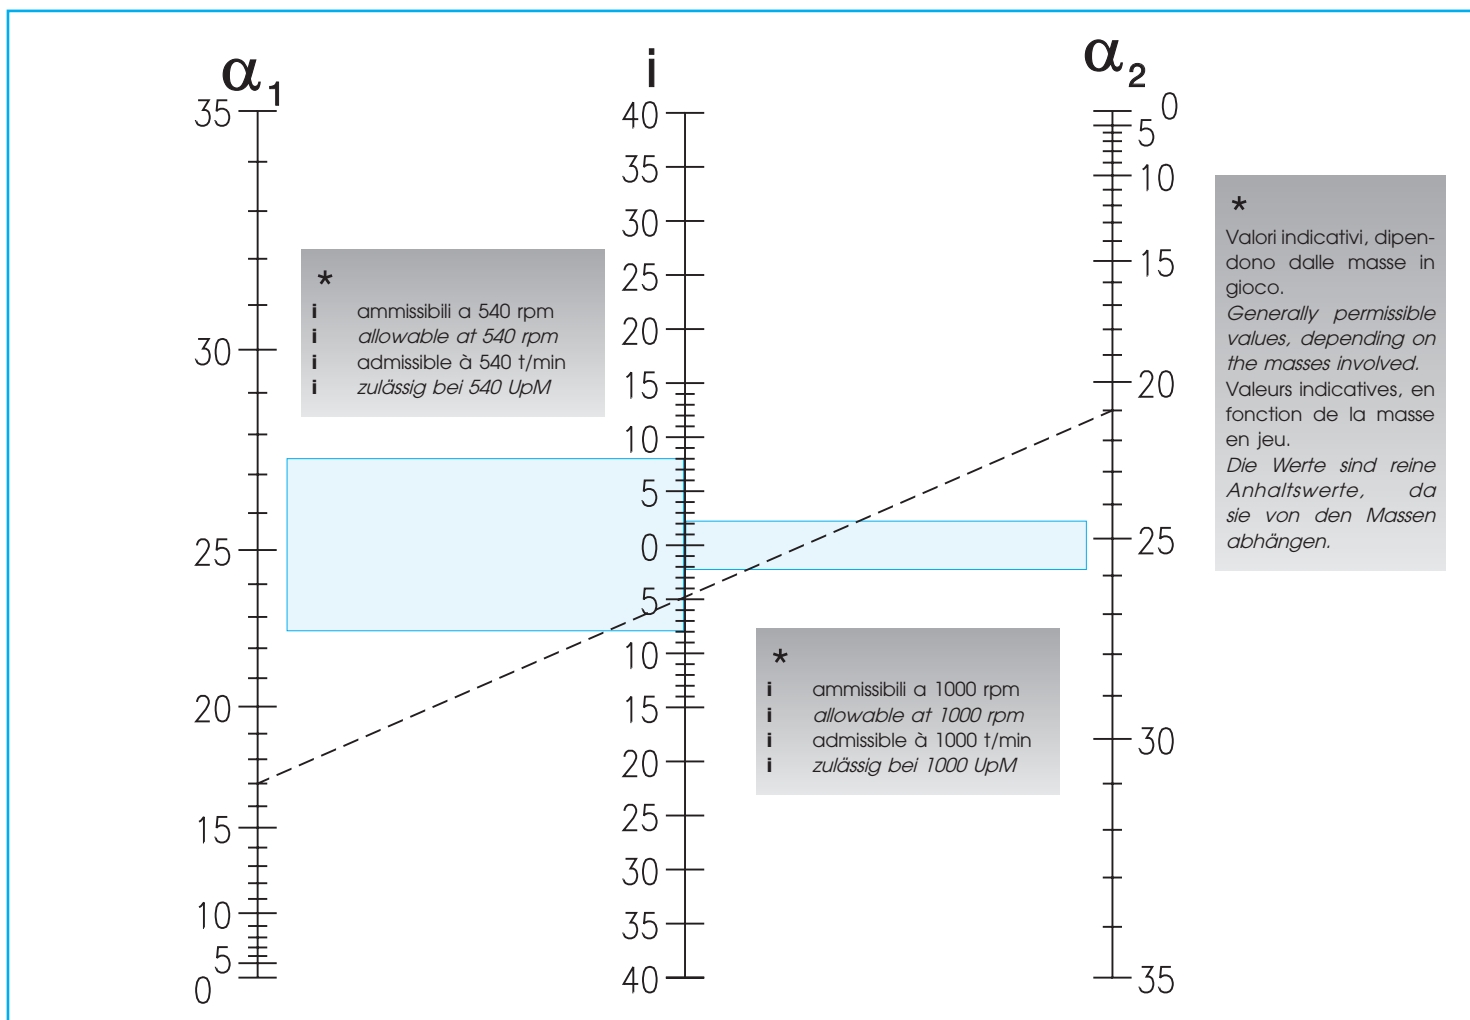 α1
i
α2
35
30
25
20
15
10
5
0
*
i ammissibili a 540 rpm
i allowable at 540 rpm
i admissible à 540 t/min
i zulässig bei 540 UpM
40
35
30
25
20
15
10
5
0
5
10
15
20
25
30
35
40
*
i ammissibili a 1000 rpm
i allowable at 1000 rpm
i admissible à 1000 t/min
i zulässig bei 1000 UpM
0
5
10
15
20
25
30
35
*
Valori indicativi, dipen-
dono dalle masse in
gioco.
Generally permissible
values, depending on
the masses involved.
Valeurs indicatives, en
fonction de la masse
en jeu.
Die Werte sind reine
Anhaltswerte, da
sie von den Massen
abhängen.